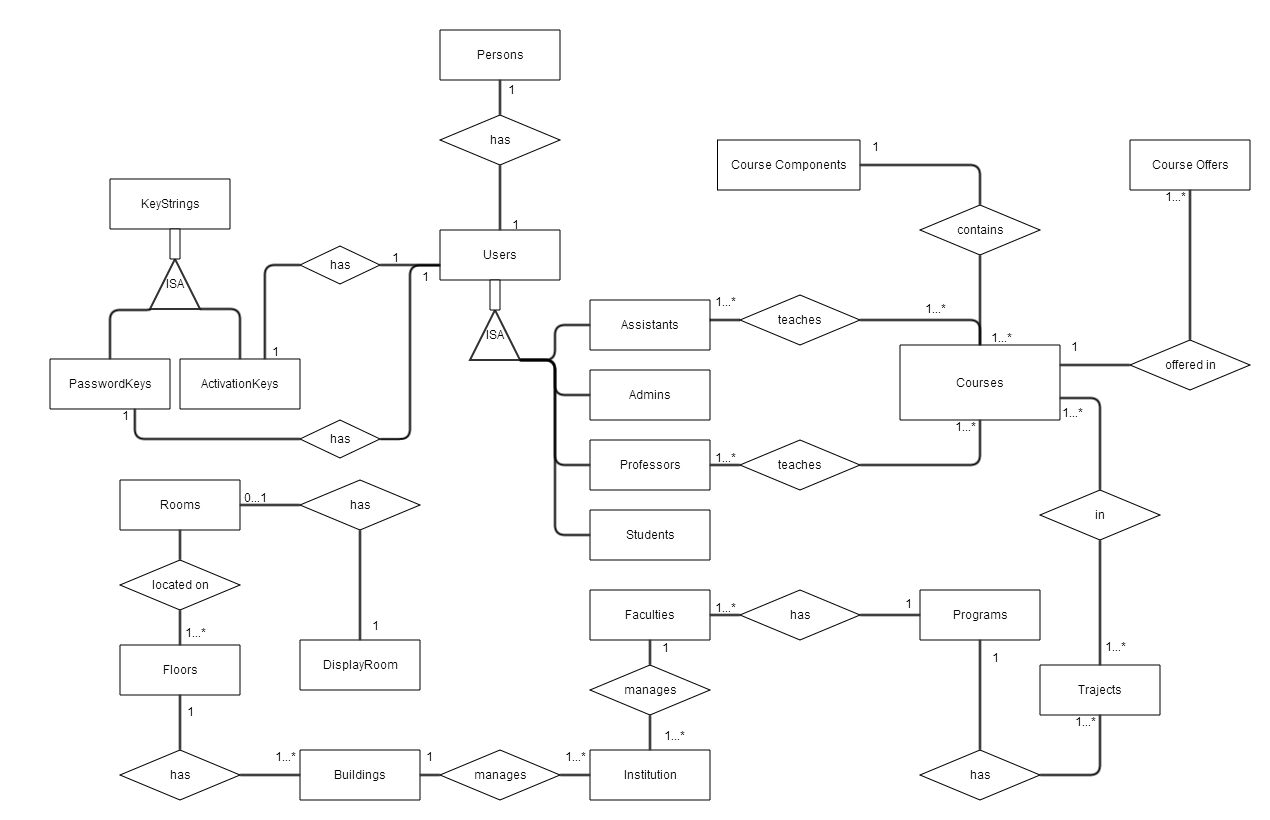 Persons
1
has
1
Users
KeyStrings
ISA
has
1
1
1
PasswordKeys
ActivationKeys
1
has
ISA
Assistants
1...*
teaches
1...*
Admins
Professors
1...*
teaches
1...*
Students
Course Components
1
contains
1...*
Courses
Course Offers
1...*
1
offered in
1...*
in
1...*
Trajects
1...*
Rooms
0...1
has
located on
1...*
1
Floors
DisplayRoom
1
has
1...*
Buildings
1
manages
1...*
Institution
Faculties
1...*
has
1
Programs
1
manages
1...*
1
has